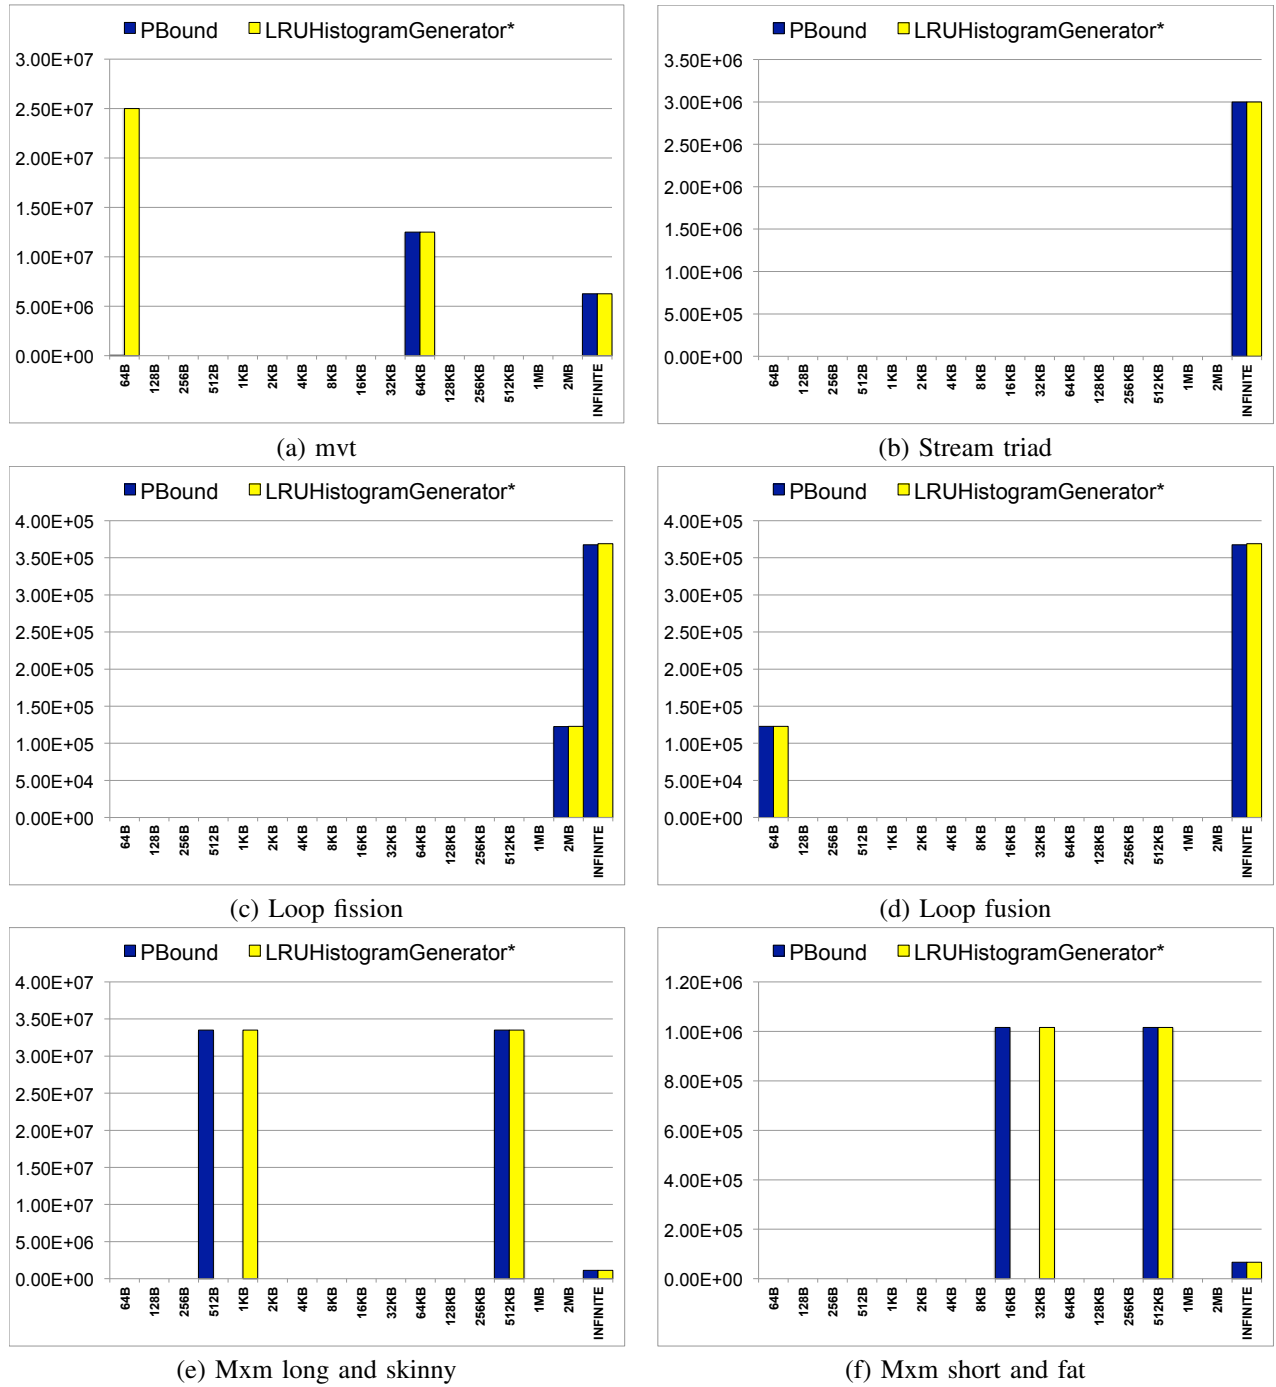 PBound LRUHistogramGenerator*
3.00E+07
2.50E+07
2.00E+07
1.50E+07
1.00E+07
5.00E+06
0.00E+00
64B 128B 256B 512B 1KB 2KB 4KB 8KB 16KB 32KB 64KB 128KB 256KB 512KB 1MB 2MB INFINITE
(a) mvt
PBound LRUHistogramGenerator*
3.50E+06
3.00E+06
2.50E+06
2.00E+06
1.50E+06
1.00E+06
5.00E+05
0.00E+00
64B 128B 256B 512B 1KB 2KB 4KB 8KB 16KB 32KB 64KB 128KB 256KB 512KB 1MB 2MB INFINITE
(b) Stream triad
PBound LRUHistogramGenerator*
4.00E+05
3.50E+05
3.00E+05
2.50E+05
2.00E+05
1.50E+05
1.00E+05
5.00E+04
0.00E+00
64B 128B 256B 512B 1KB 2KB 4KB 8KB 16KB 32KB 64KB 128KB 256KB 512KB 1MB 2MB INFINITE
(c) Loop fission
PBound LRUHistogramGenerator*
4.00E+05
3.50E+05
3.00E+05
2.50E+05
2.00E+05
1.50E+05
1.00E+05
5.00E+04
0.00E+00
64B 128B 256B 512B 1KB 2KB 4KB 8KB 16KB 32KB 64KB 128KB 256KB 512KB 1MB 2MB INFINITE
(d) Loop fusion
PBound LRUHistogramGenerator*
4.00E+07
3.50E+07
3.00E+07
2.50E+07
2.00E+07
1.50E+07
1.00E+07
5.00E+06
0.00E+00
64B 128B 256B 512B 1KB 2KB 4KB 8KB 16KB 32KB 64KB 128KB 256KB 512KB 1MB 2MB INFINITE
(e) Mxm long and skinny
PBound LRUHistogramGenerator*
1.20E+06
1.00E+06
8.00E+05
6.00E+05
4.00E+05
2.00E+05
0.00E+00
64B 128B 256B 512B 1KB 2KB 4KB 8KB 16KB 32KB 64KB 128KB 256KB 512KB 1MB 2MB INFINITE
(f) Mxm short and fat